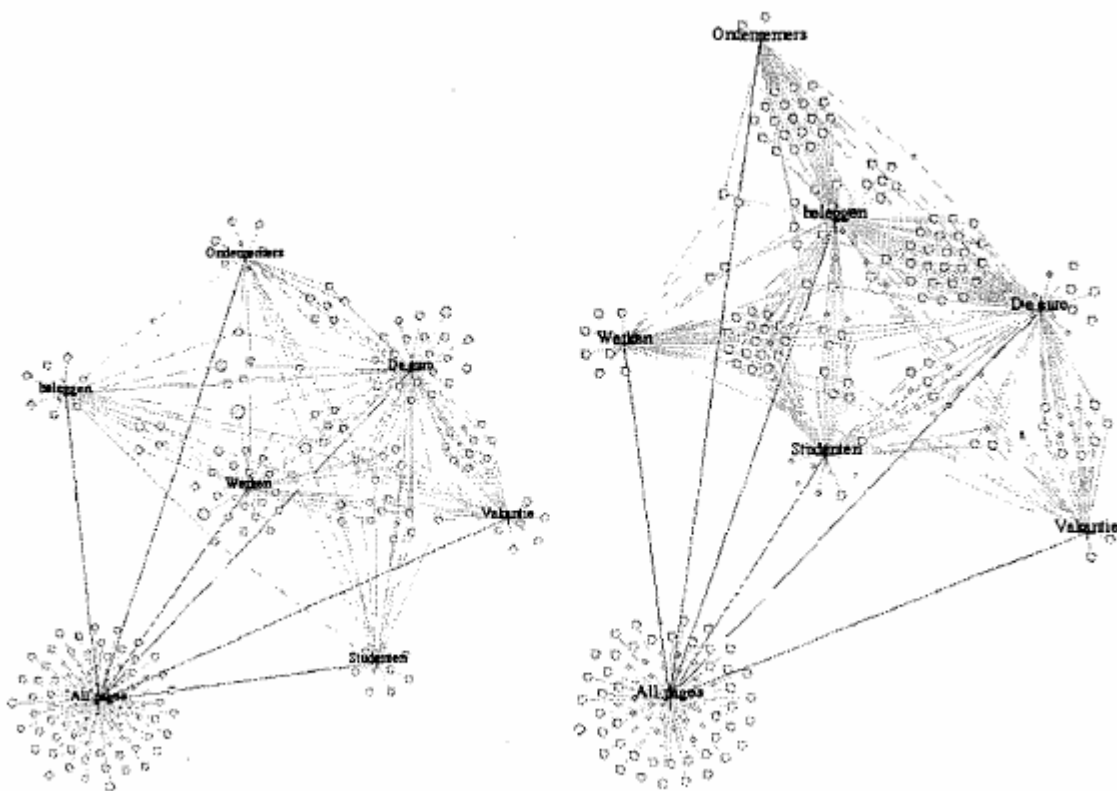 Ondernemers
beleggen
De euro
Werken
Vakantie
Studenten
All pages
Ondernemers
beleggen
De euro
Werken
Studenten
Vakantie
All pages